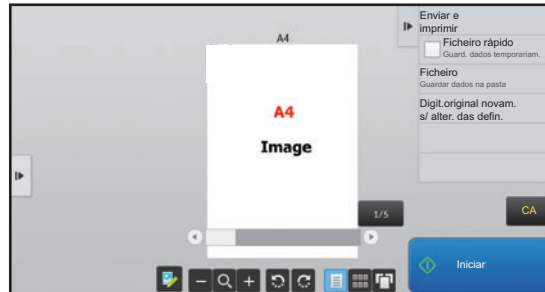 A4
A4
Image
1/5
Enviar e
imprimir
Ficheiro rápido
Guard. dados temporariam.
Ficheiro
Guardar dados na pasta
Digit.original novam.
s/ alter. das defin.
CA
Iniciar